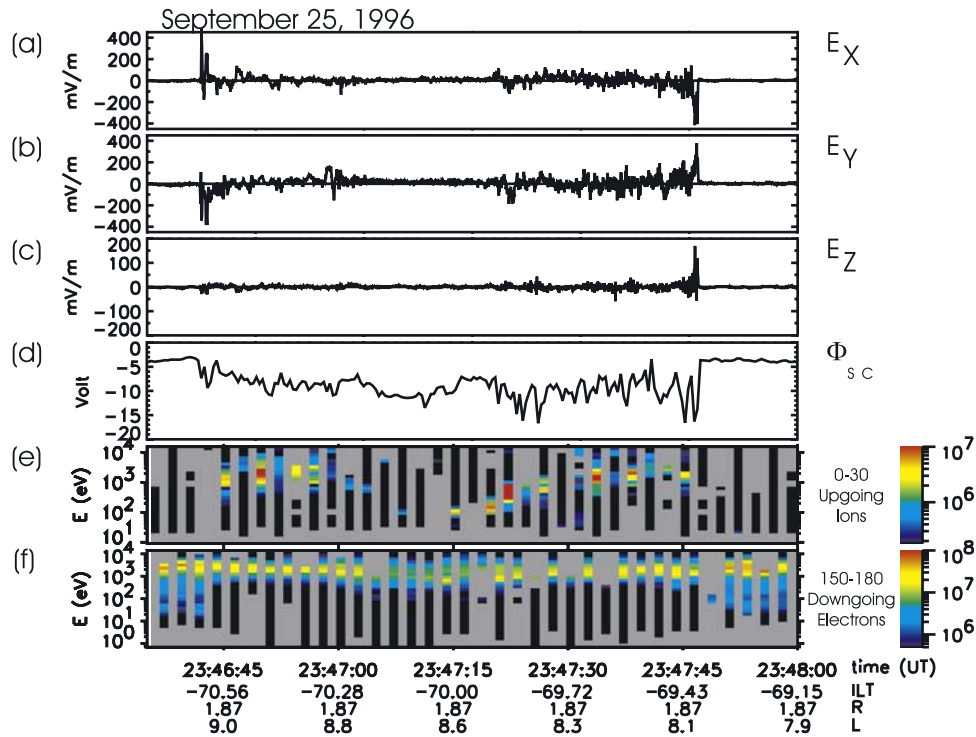 September 25, 1996
(a)
400
200
0
-200
-400
mV/m
E X
(b)
400
200
0
-200
-400
mV/m
E Y
(c)
200
100
0
-100
-200
mV/m
E Z
(d)
0
-5
-10
-15
-20
Volt
Φ S C
(e)
10^4
10^3
10^2
10^1
E (eV)
0-30
Upgoing
Ions
10^7
10^6
(f)
10^4
10^3
10^2
10^1
10^0
E (eV)
150-180
Downgoing
Electrons
10^8
10^7
10^6
23:46:45 23:47:00 23:47:15 23:47:30 23:47:45 23:48:00 time (UT)
-70.56 -70.28 -70.00 -69.72 -69.43 -69.15 ILT
1.87 1.87 1.87 1.87 1.87 1.87 R
9.0 8.8 8.6 8.3 8.1 7.9 L